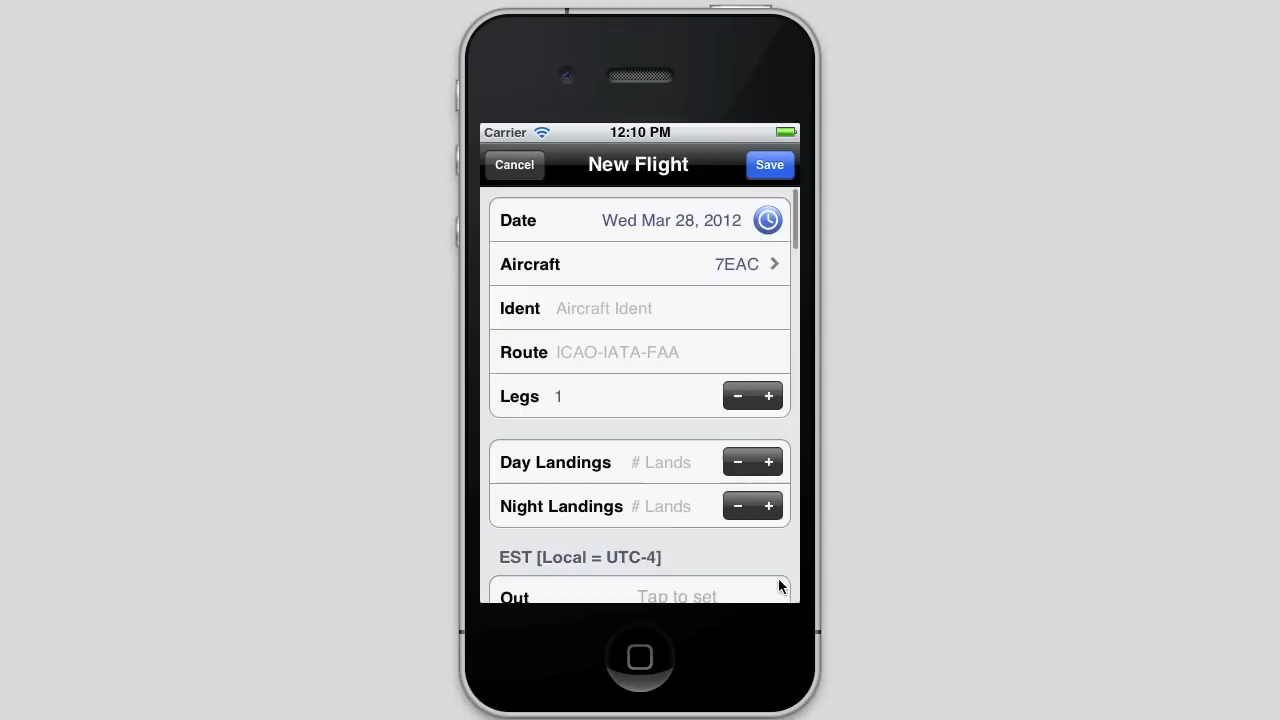 Carrier 12:10 PM
Cancel New Flight Save
Date Wed Mar 28, 2012
Aircraft 7EAC
Ident Aircraft Ident
Route ICAO-IATA-FAA
Legs 1 - +
Day Landings # Lands - +
Night Landings # Lands - +
EST [Local = UTC-4]
Out Tap to set